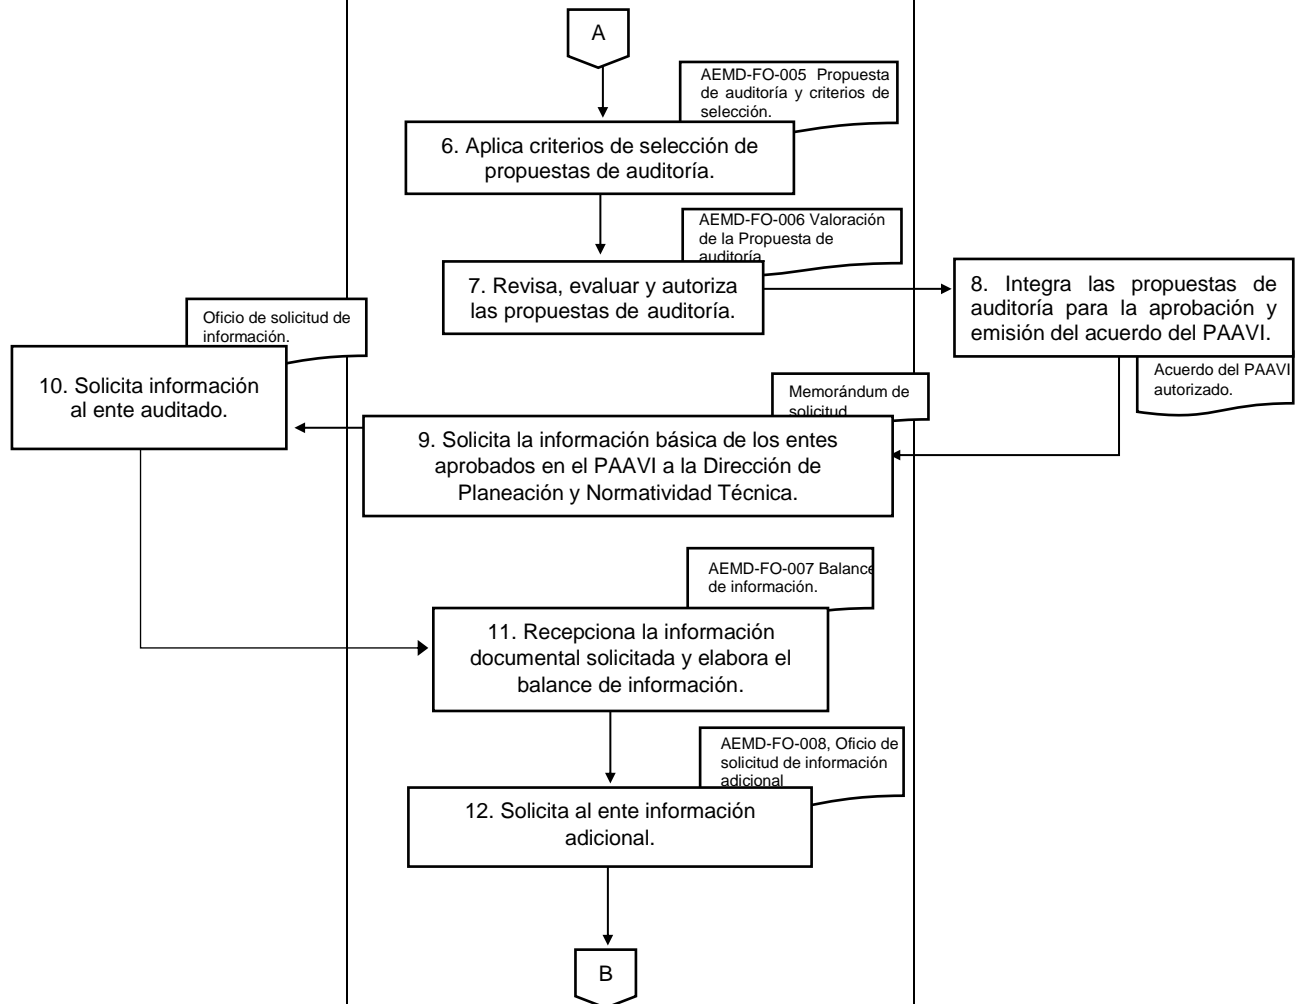 A
AEMD-FO-005 Propuesta
de auditoría y criterios de
selección.
6. Aplica criterios de selección de
propuestas de auditoría.
AEMD-FO-006 Valoración
de la Propuesta de
auditoría
7. Revisa, evaluar y autoriza
las propuestas de auditoría.
8. Integra las propuestas de
auditoría para la aprobación y
emisión del acuerdo del PAAVI.
Acuerdo del PAAVI
autorizado.
Oficio de solicitud de
información.
10. Solicita información
al ente auditado.
Memorándum de
solicitud
9. Solicita la información básica de los entes
aprobados en el PAAVI a la Dirección de
Planeación y Normatividad Técnica.
AEMD-FO-007 Balance
de información.
11. Recepciona la información
documental solicitada y elabora el
balance de información.
AEMD-FO-008, Oficio de
solicitud de información
adicional
12. Solicita al ente información
adicional.
B